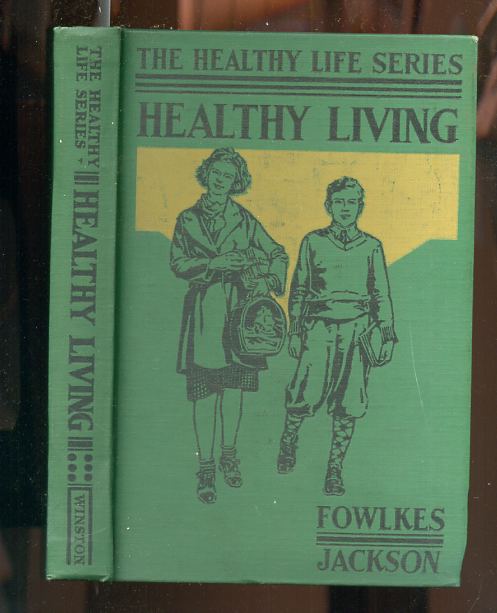 THE HEALTHY
LIFE SERIES
HEALTHY LIVING
WINSTON
THE HEALTHY LIFE SERIES
HEALTHY LIVING
FOWLKES
JACKSON